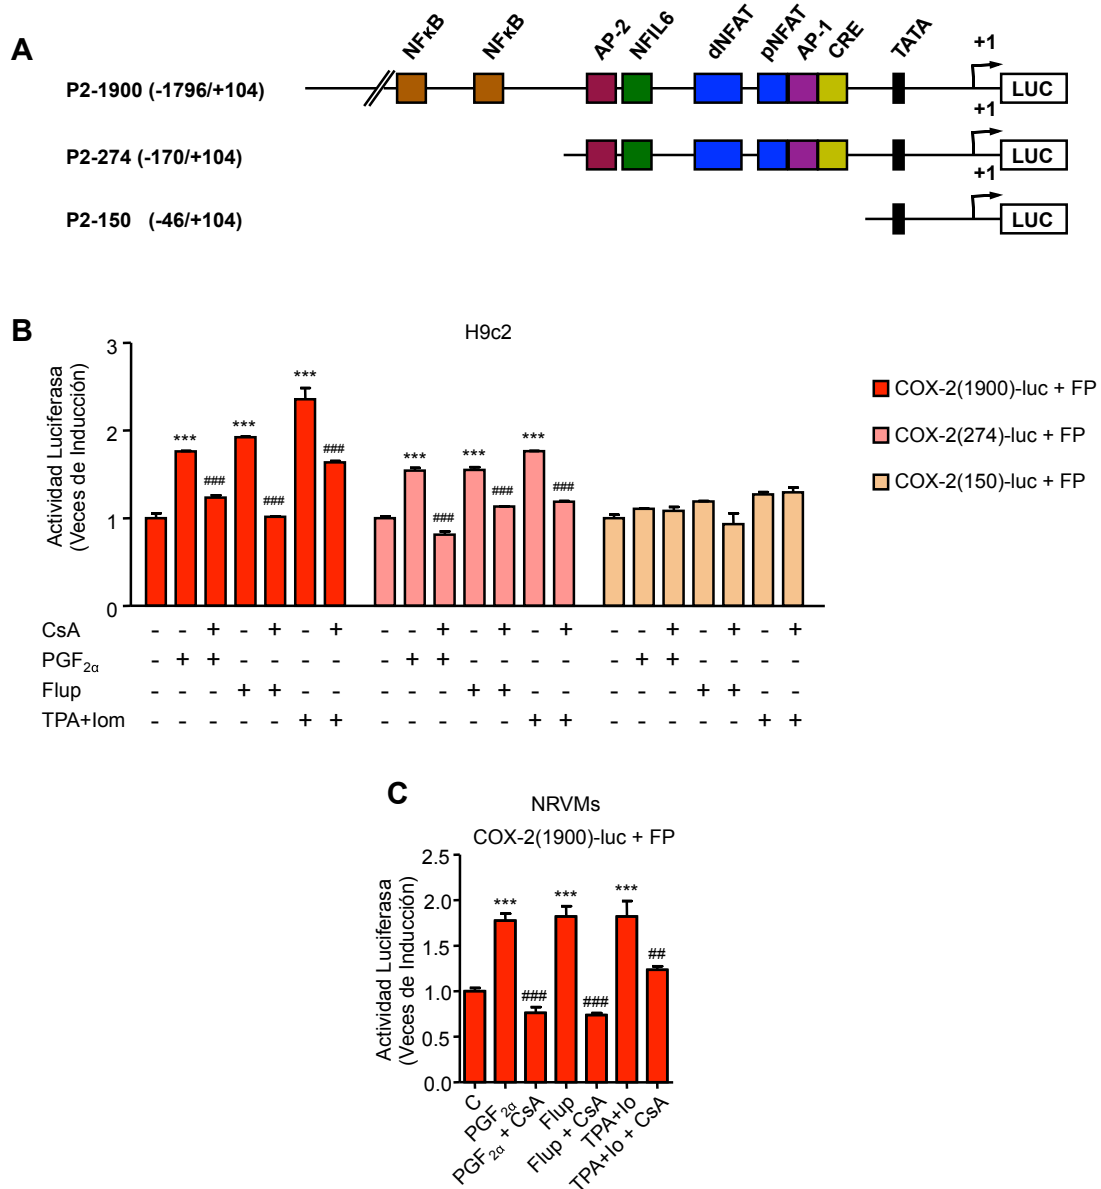 A
NFκB NFκB AP-2 NFIL6 dNFAT pNFAT AP-1 CRE TATA +1
P2-1900 (-1796/+104) LUC
+1
P2-274 (-170/+104) LUC
+1
P2-150 (-46/+104) LUC
B
H9c2
Actividad Luciferasa
(Veces de Inducción)
3
2
1
0
*** ### *** ### *** ###
*** ### *** ### *** ###
COX-2(1900)-luc + FP
COX-2(274)-luc + FP
COX-2(150)-luc + FP
CsA - - + - + - + - - + - + - + - - + - + - +
PGF2α - + + - - - - - + + - - - - - + + - - - -
Flup - - - + + - - - - - + + - - - - - + + - -
TPA+Iom - - - - - + + - - - - - + + - - - - - + +
C
NRVMs
COX-2(1900)-luc + FP
Actividad Luciferasa
(Veces de Inducción)
2.5
2.0
1.5
1.0
0.5
0.0
*** ### *** ### *** ##
C
PGF2α
PGF2α + CsA
Flup
Flup + CsA
TPA+Io
TPA+Io + CsA